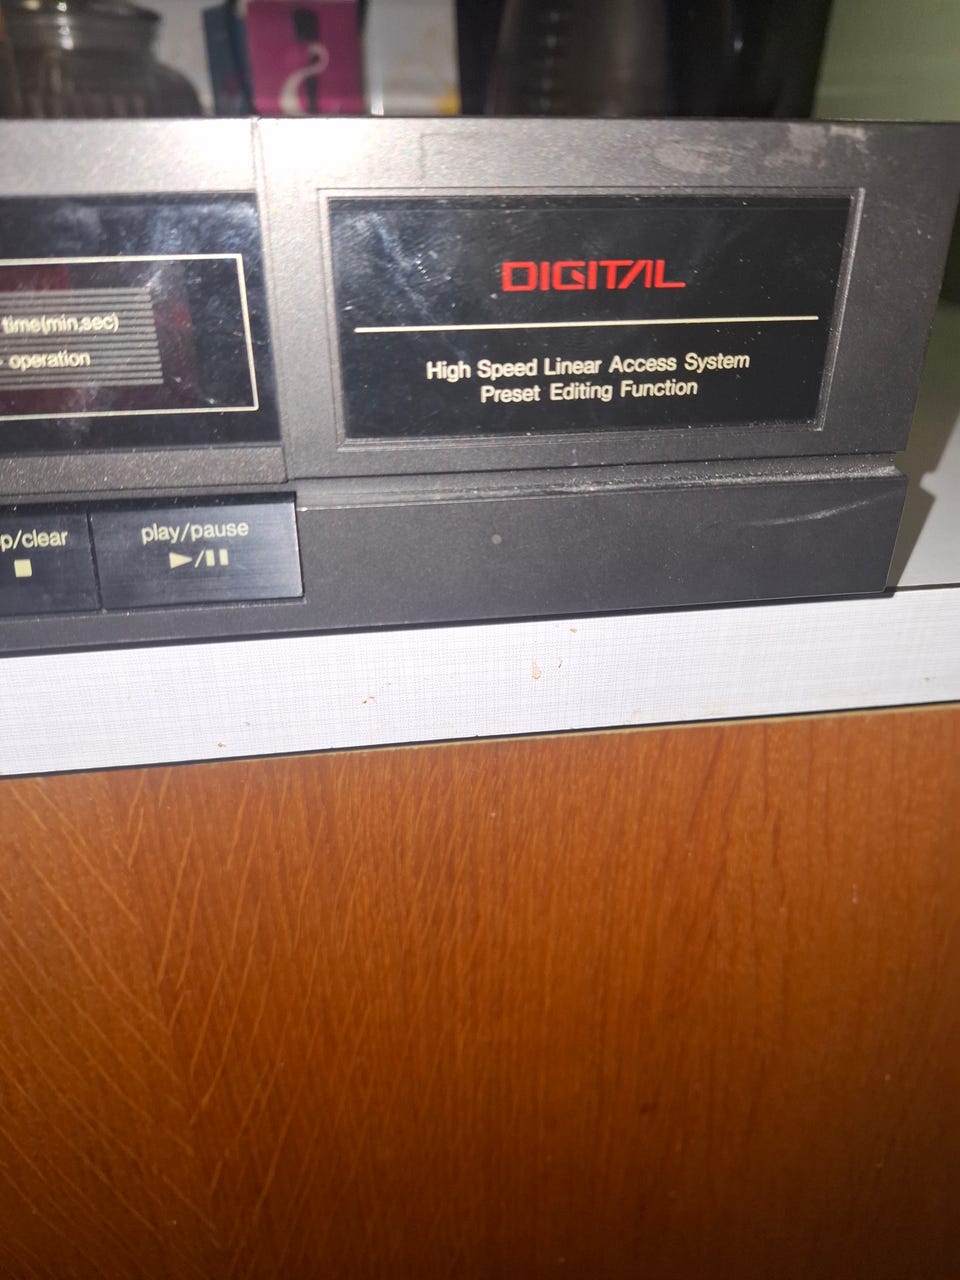 DIGITAL
time(min,sec)
operation
High Speed Linear Access System
Preset Editing Function
p/clear
play/pause